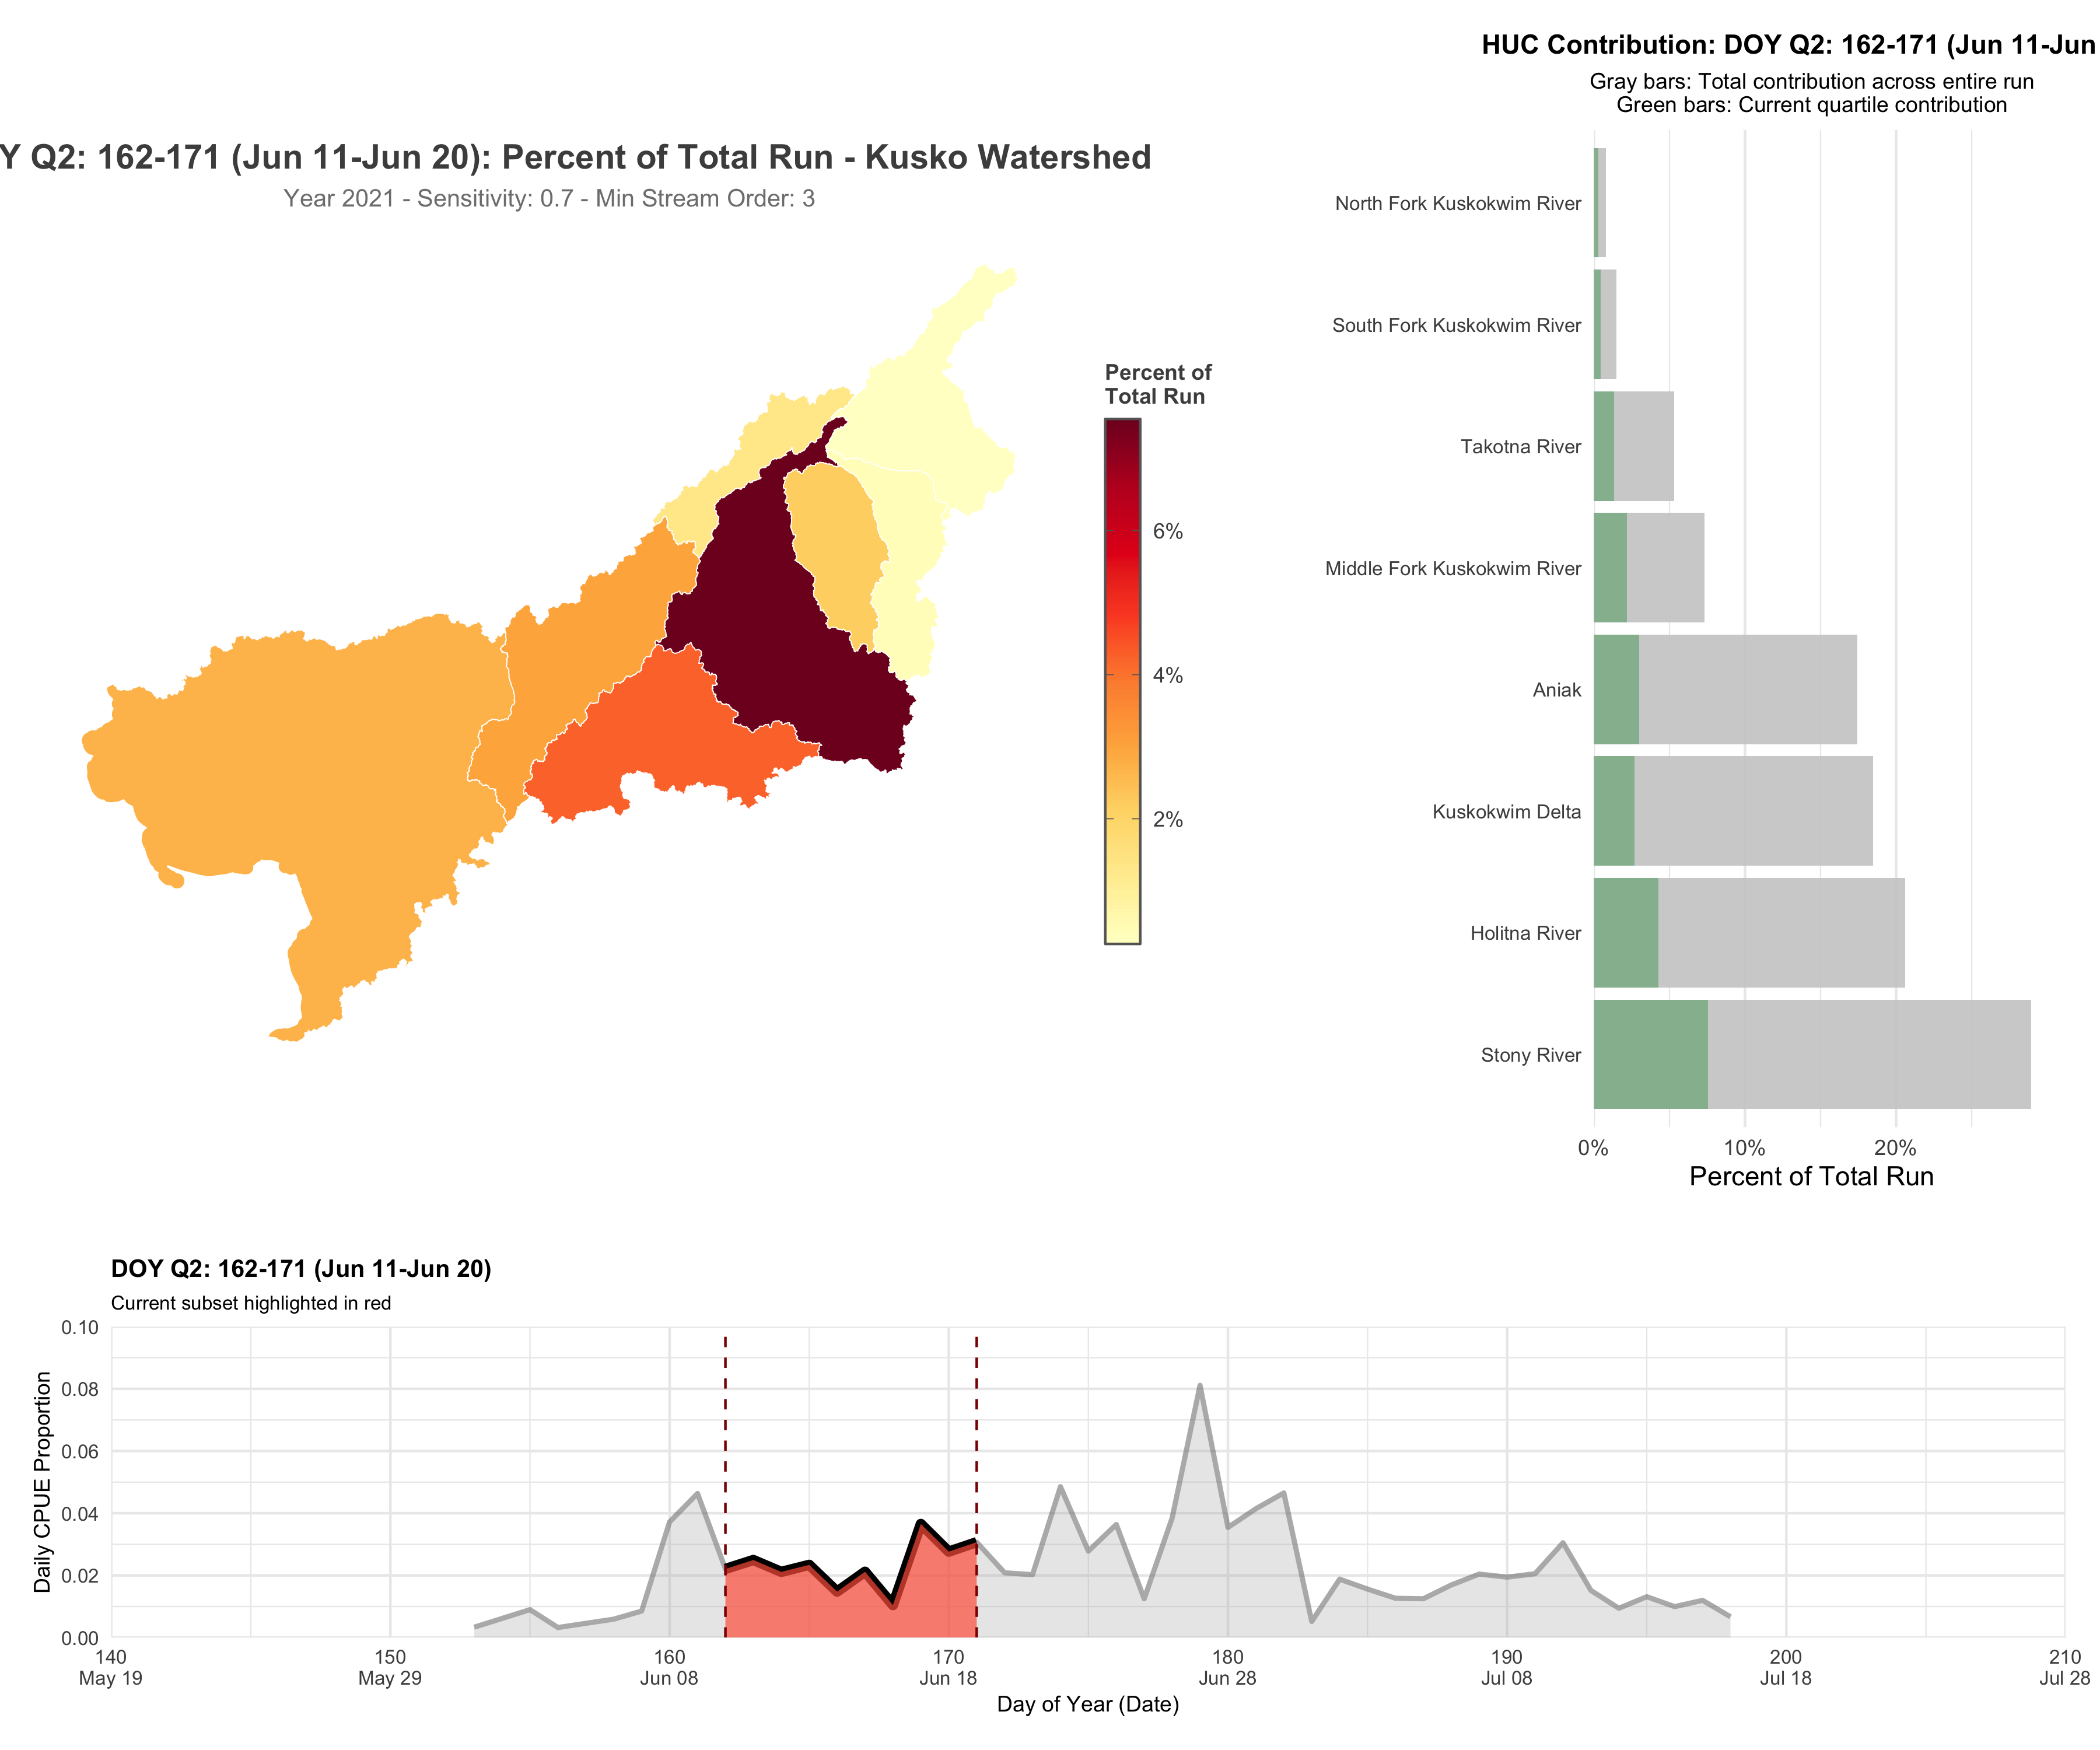 Y Q2: 162-171 (Jun 11-Jun 20): Percent of Total Run - Kusko Watershed
Year 2021 - Sensitivity: 0.7 - Min Stream Order: 3
Percent of
Total Run
6%
4%
2%
HUC Contribution: DOY Q2: 162-171 (Jun 11-Jun
Gray bars: Total contribution across entire run
Green bars: Current quartile contribution
North Fork Kuskokwim River
South Fork Kuskokwim River
Takotna River
Middle Fork Kuskokwim River
Aniak
Kuskokwim Delta
Holitna River
Stony River
0% 10% 20%
Percent of Total Run
DOY Q2: 162-171 (Jun 11-Jun 20)
Current subset highlighted in red
Daily CPUE Proportion
0.10
0.08
0.06
0.04
0.02
0.00
140 150 160 170 180 190 200 210
May 19 May 29 Jun 08 Jun 18 Jun 28 Jul 08 Jul 18 Jul 28
Day of Year (Date)